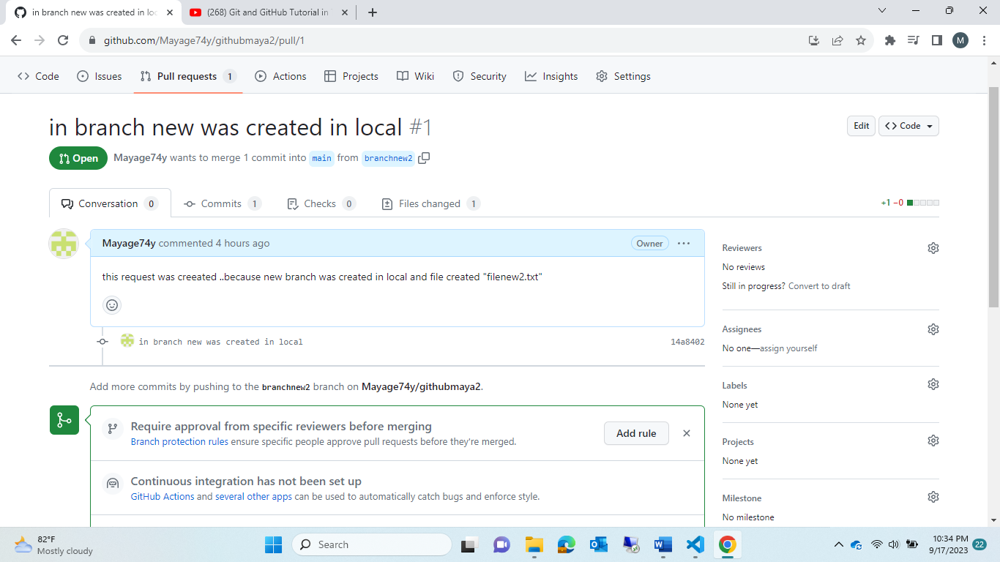 in branch new was created in loc
(268) Git and GitHub Tutorial in
github.com/Mayage74y/githubmaya2/pull/1
M
Code
Issues
Pull requests 1
Actions
Projects
Wiki
Security
Insights
Settings
in branch new was created in local #1
Edit
<> Code
Open
Mayage74y wants to merge 1 commit into main from branchnew2
Conversation 0
Commits 1
Checks 0
Files changed 1
+1 −0
Mayage74y commented 4 hours ago
Owner
this request was creeated ..because new branch was created in local and file created "filenew2.txt"
in branch new was created in local
14a8402
Add more commits by pushing to the branchnew2 branch on Mayage74y/githubmaya2.
Require approval from specific reviewers before merging
Branch protection rules ensure specific people approve pull requests before they're merged.
Add rule
Continuous integration has not been set up
GitHub Actions and several other apps can be used to automatically catch bugs and enforce style.
Reviewers
No reviews
Still in progress? Convert to draft
Assignees
No one—assign yourself
Labels
None yet
Projects
None yet
Milestone
No milestone
82°F
Mostly cloudy
Search
10:34 PM
9/17/2023
22